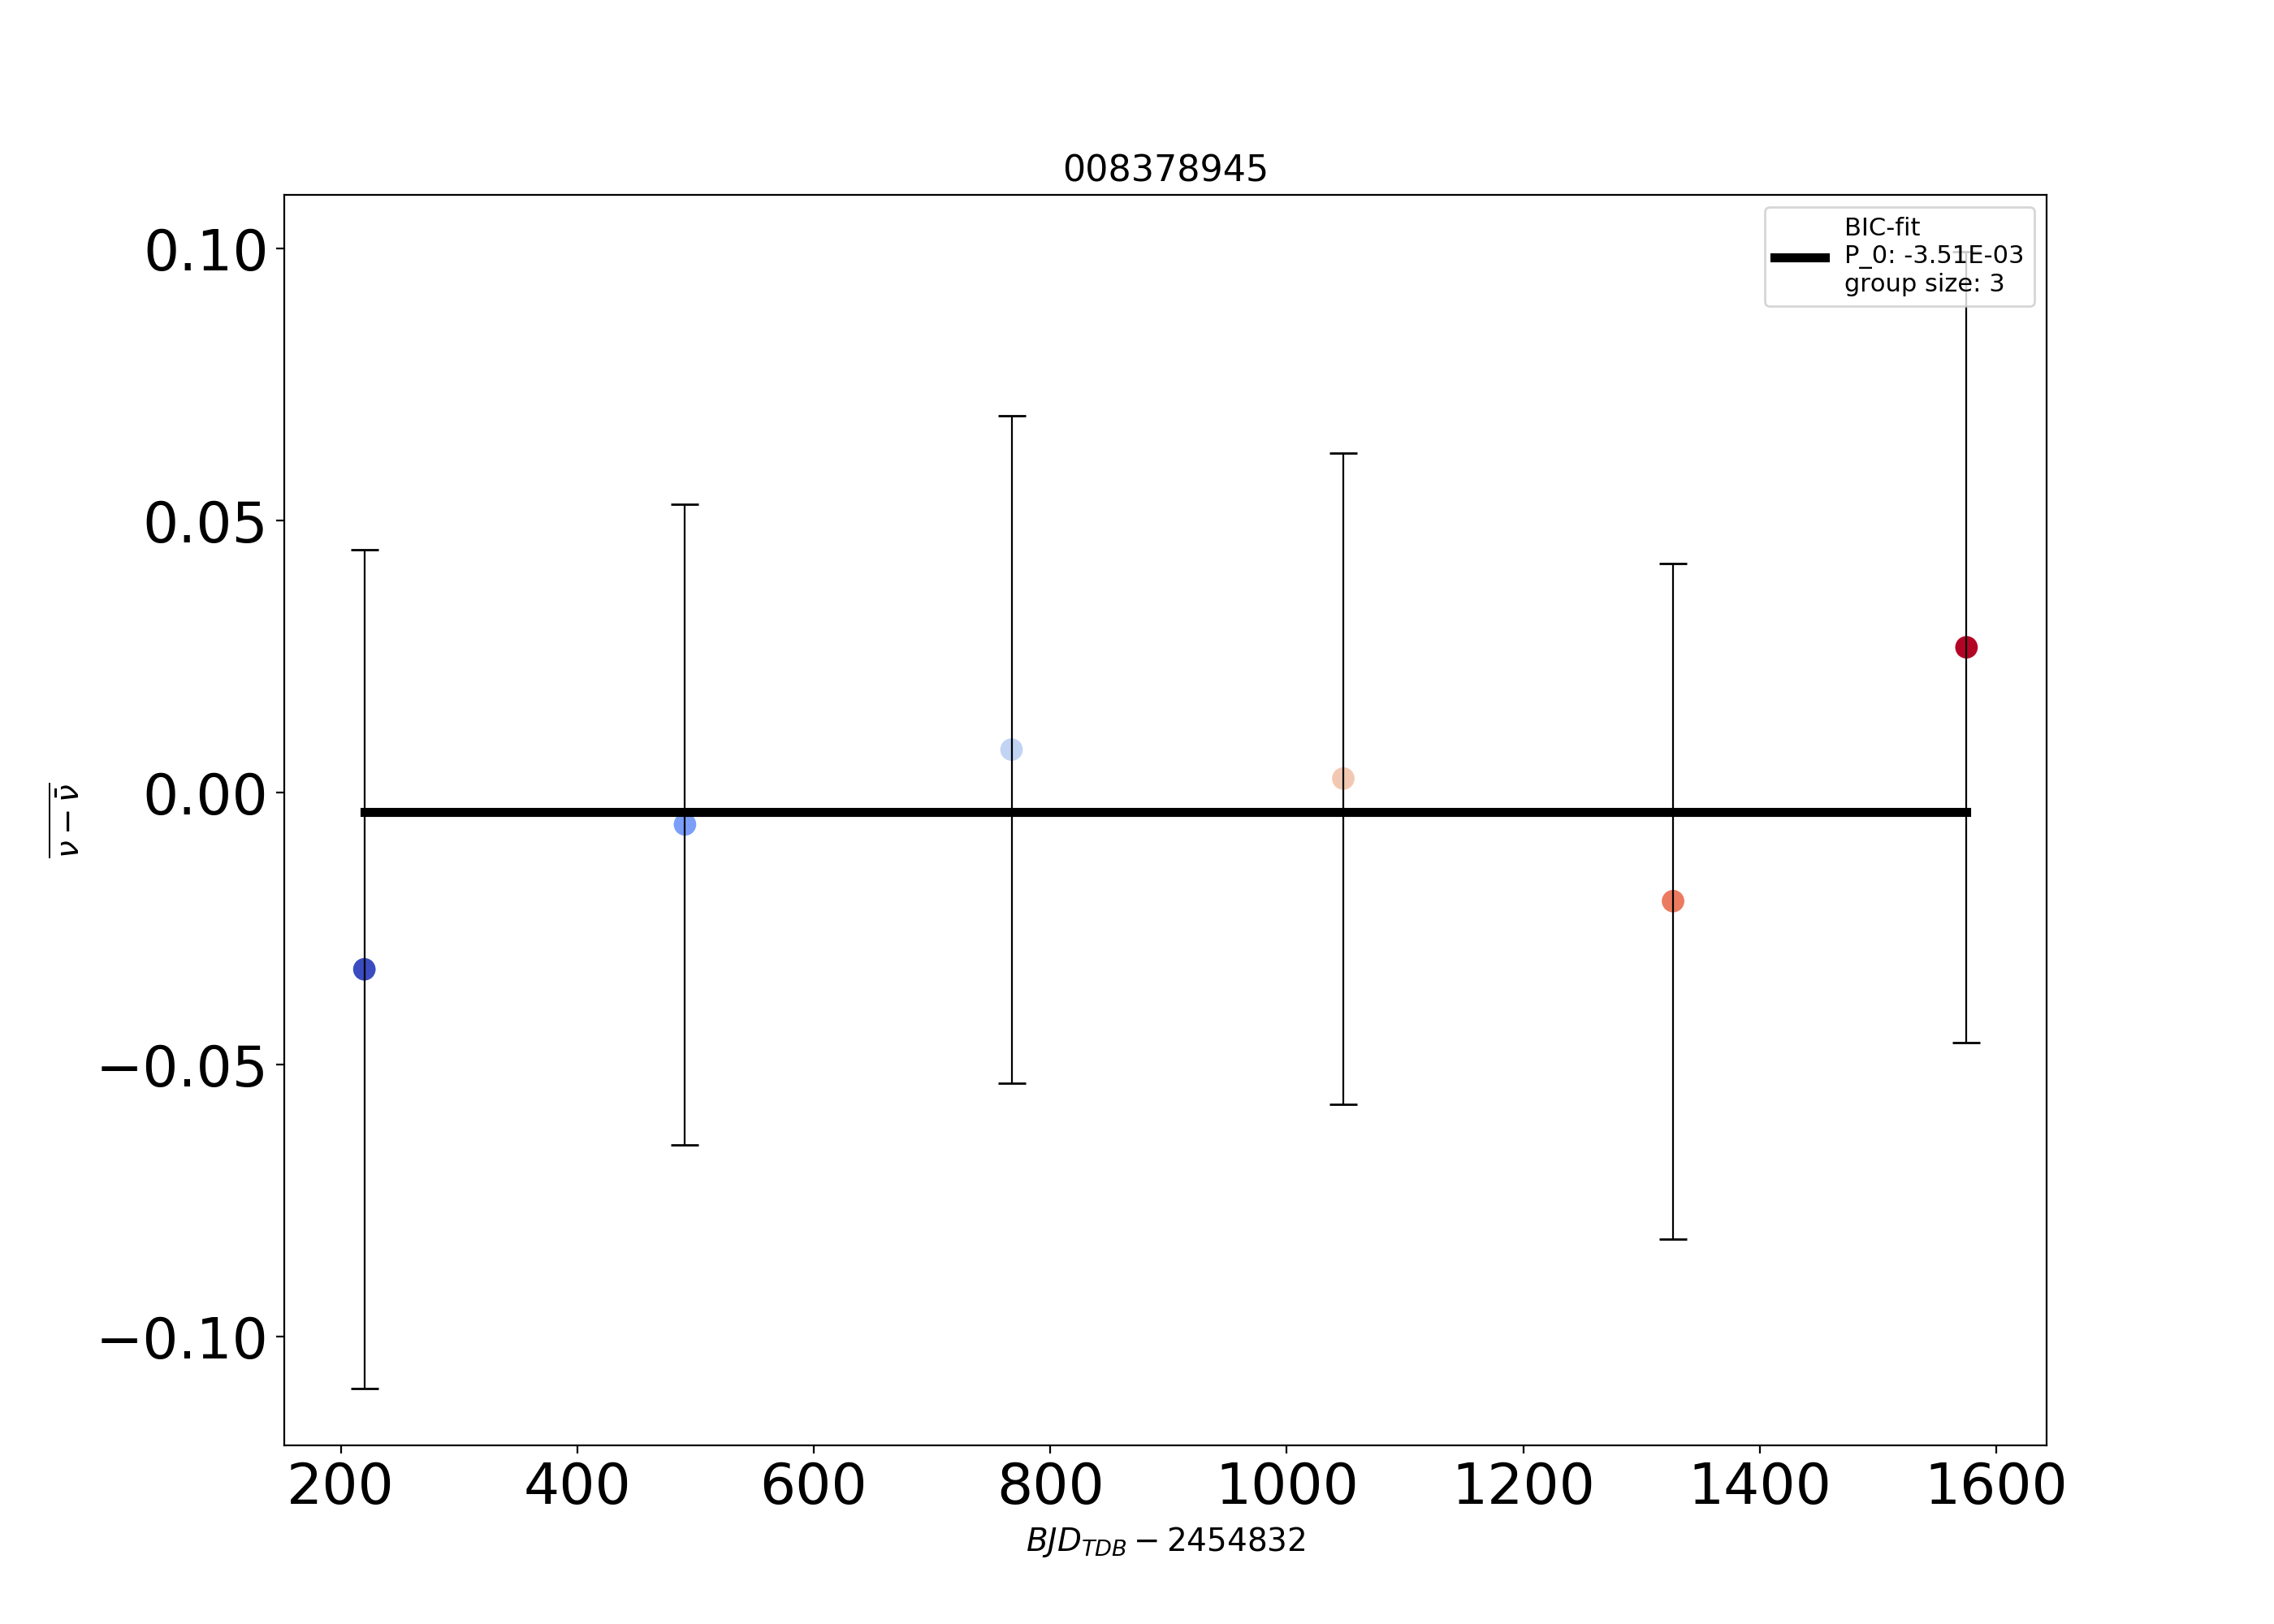 008378945
BIC-fit
P_0: -3.51E-03
group size: 3
0.10
0.05
0.00
−0.05
−0.10
ν − ν̄
200 400 600 800 1000 1200 1400 1600
BJD_TDB − 2454832